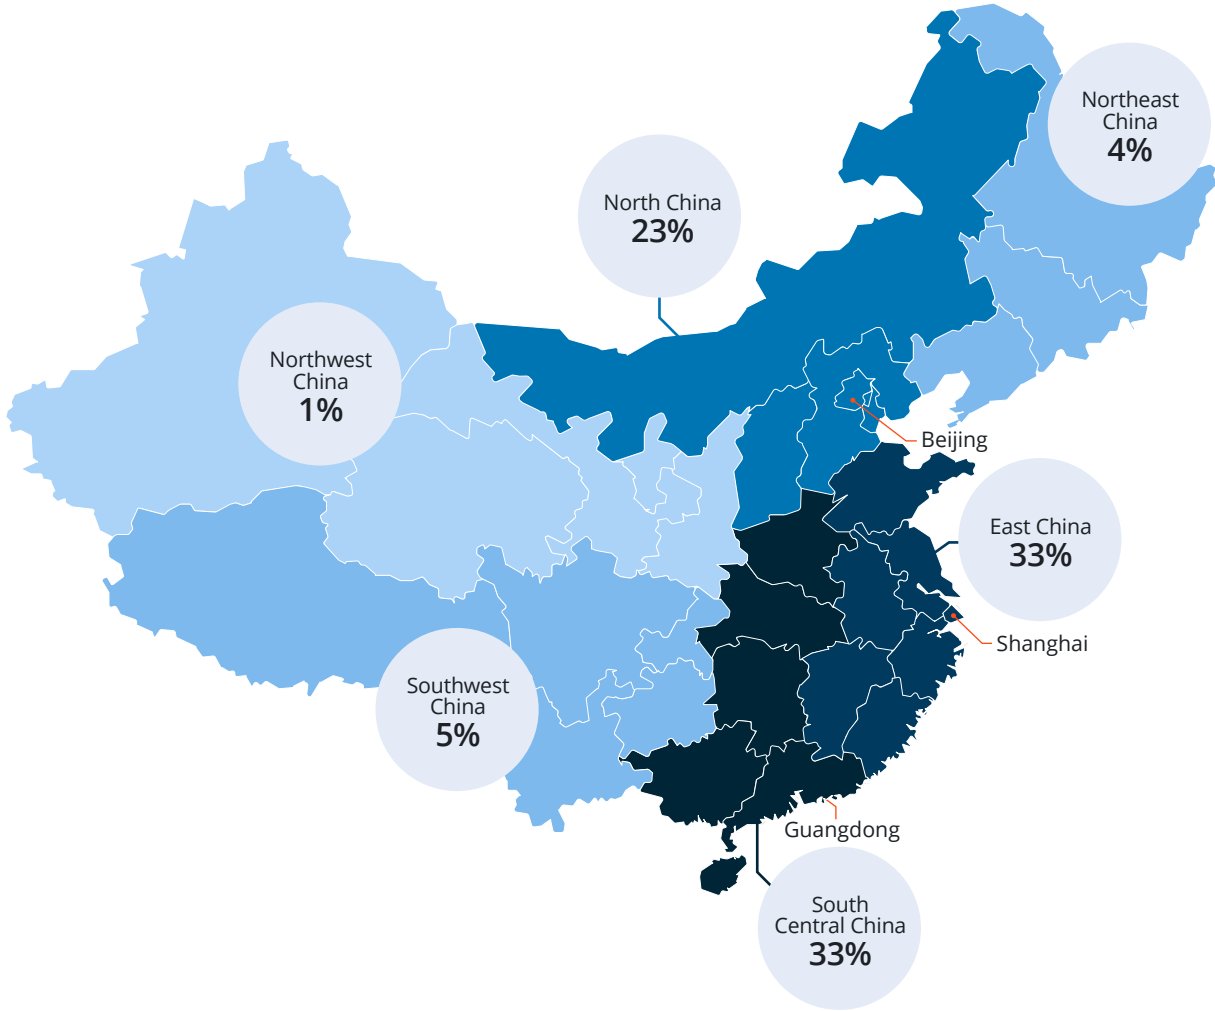 Northeast
China
4%
North China
23%
Northwest
China
1%
Beijing
East China
33%
Shanghai
Southwest
China
5%
Guangdong
South
Central China
33%